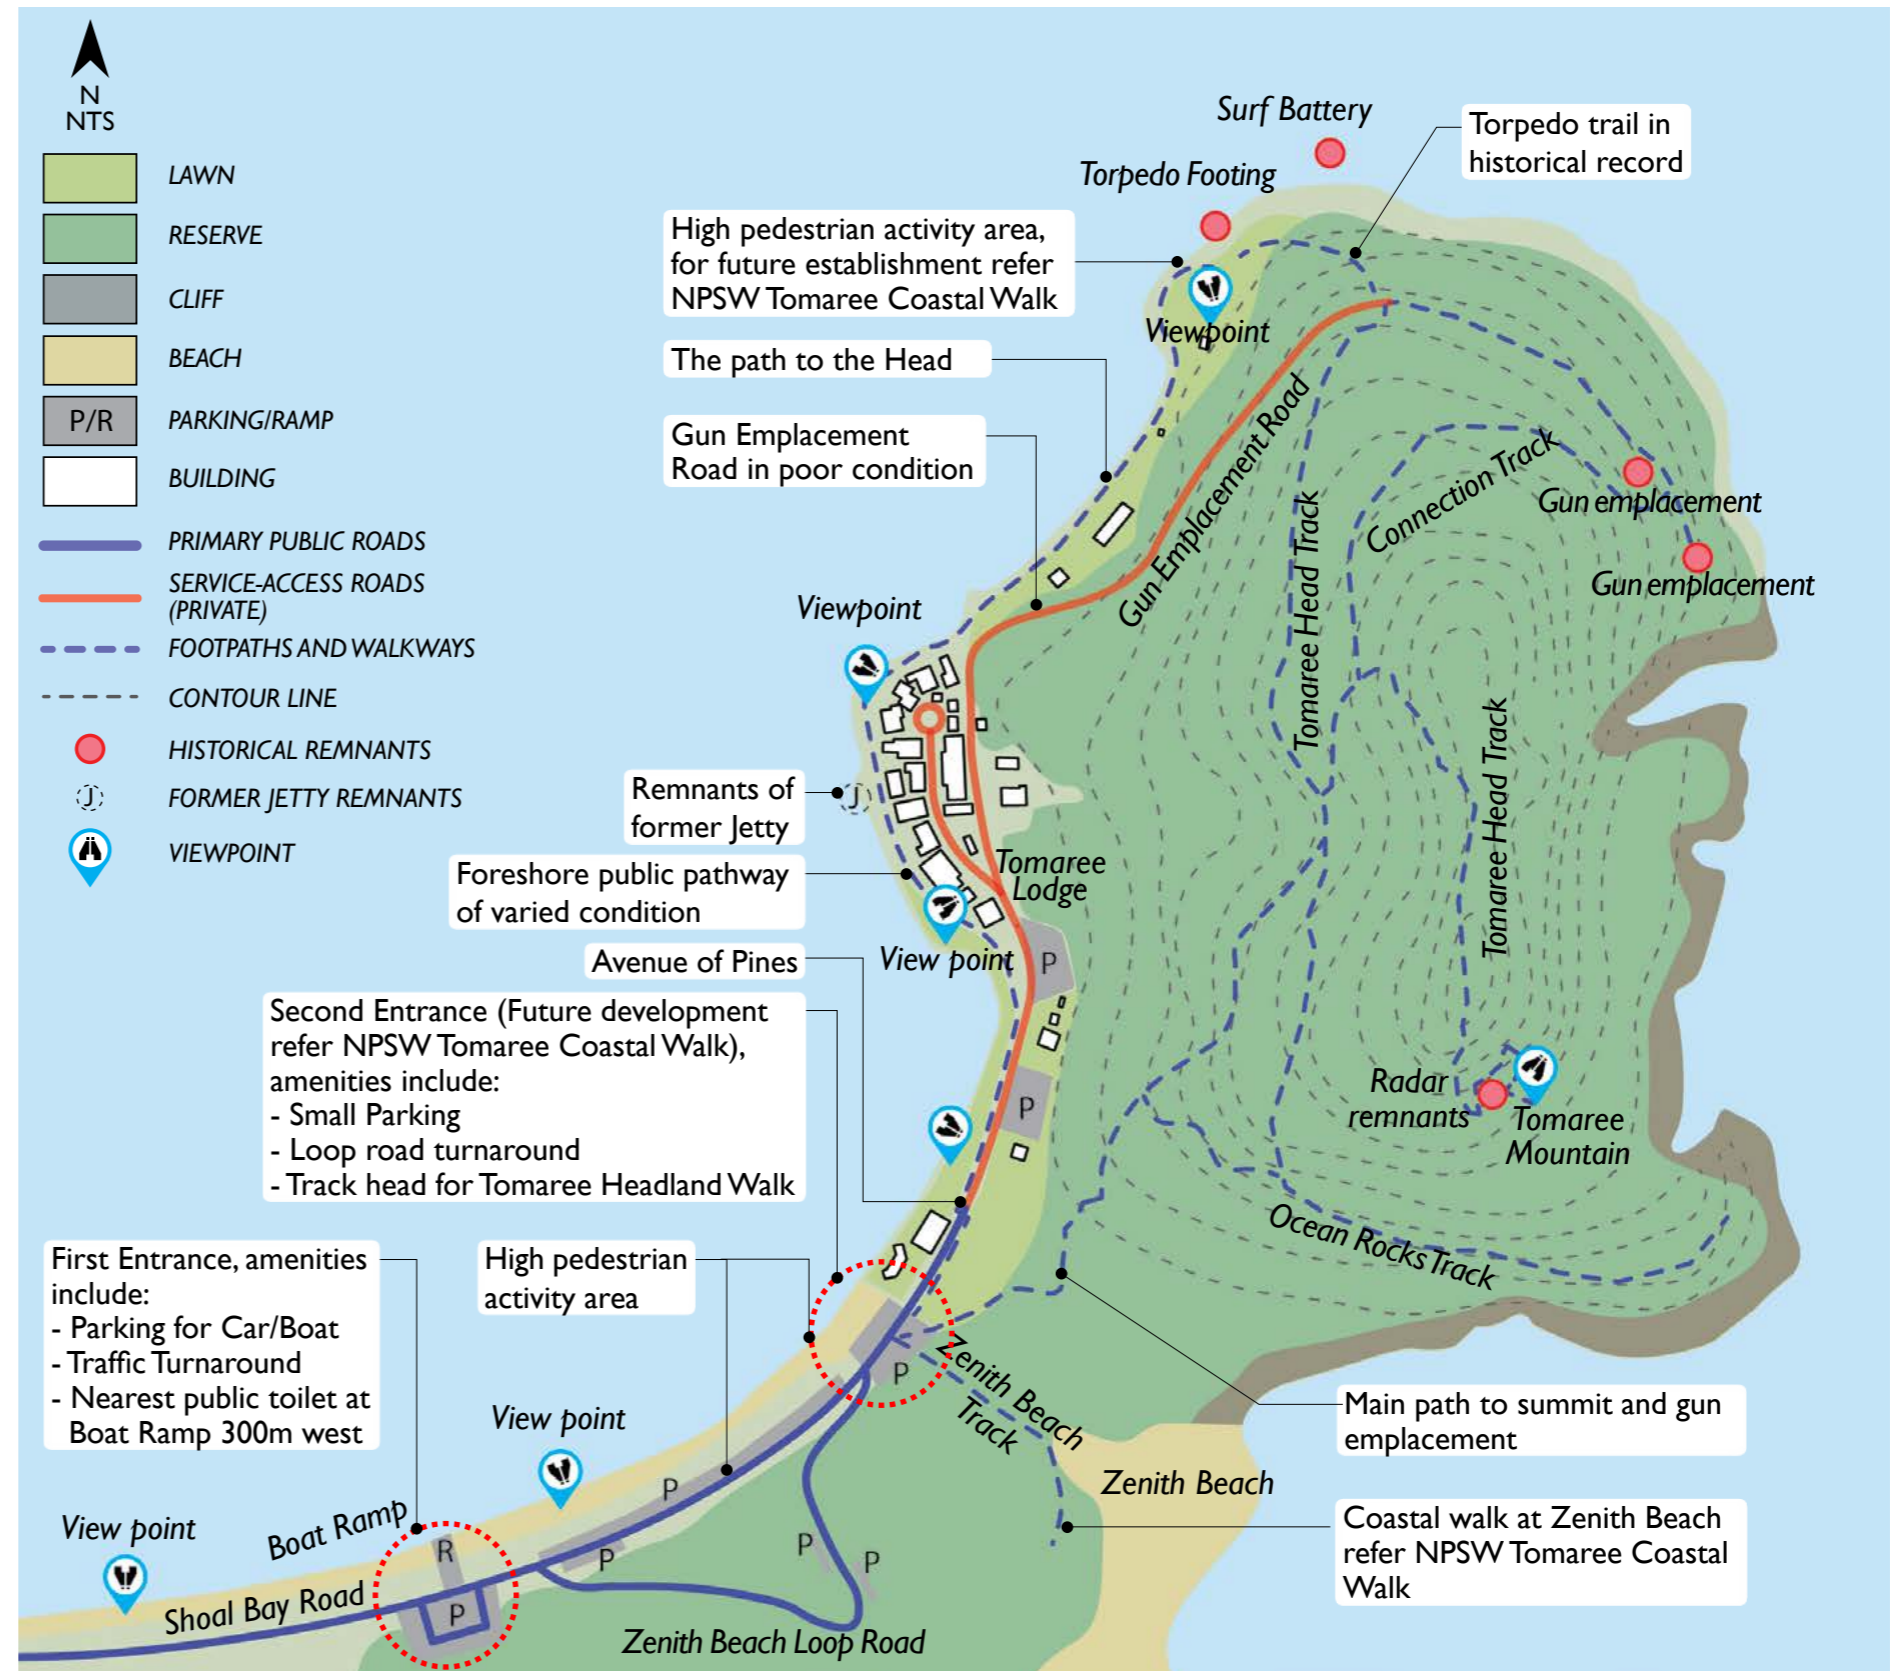 N
NTS
LAWN
RESERVE
CLIFF
BEACH
P/R
PARKING/RAMP
BUILDING
PRIMARY PUBLIC ROADS
SERVICE-ACCESS ROADS
(PRIVATE)
FOOTPATHS AND WALKWAYS
CONTOUR LINE
HISTORICAL REMNANTS
J
FORMER JETTY REMNANTS
VIEWPOINT
Surf Battery
Torpedo trail in
historical record
Torpedo Footing
High pedestrian activity area,
for future establishment refer
NPSW Tomaree Coastal Walk
Viewpoint
The path to the Head
Gun Emplacement
Road in poor condition
Gun Emplacement Road
Tomaree Head Track
Connection Track
Gun emplacement
Gun emplacement
Viewpoint
Tomaree Head Track
Remnants of
former Jetty
J
Foreshore public pathway
of varied condition
Tomaree
Lodge
View point
P
Avenue of Pines
Second Entrance (Future development
refer NPSW Tomaree Coastal Walk),
amenities include:
- Small Parking
- Loop road turnaround
- Track head for Tomaree Headland Walk
P
Radar
remnants
Tomaree
Mountain
Ocean Rocks Track
First Entrance, amenities
include:
- Parking for Car/Boat
- Traffic Turnaround
- Nearest public toilet at
Boat Ramp 300m west
High pedestrian
activity area
P
Zenith Beach
Track
Main path to summit and gun
emplacement
View point
P
Zenith Beach
Coastal walk at Zenith Beach
refer NPSW Tomaree Coastal
Walk
View point
Boat Ramp
R
P
P
P
Shoal Bay Road
P
Zenith Beach Loop Road